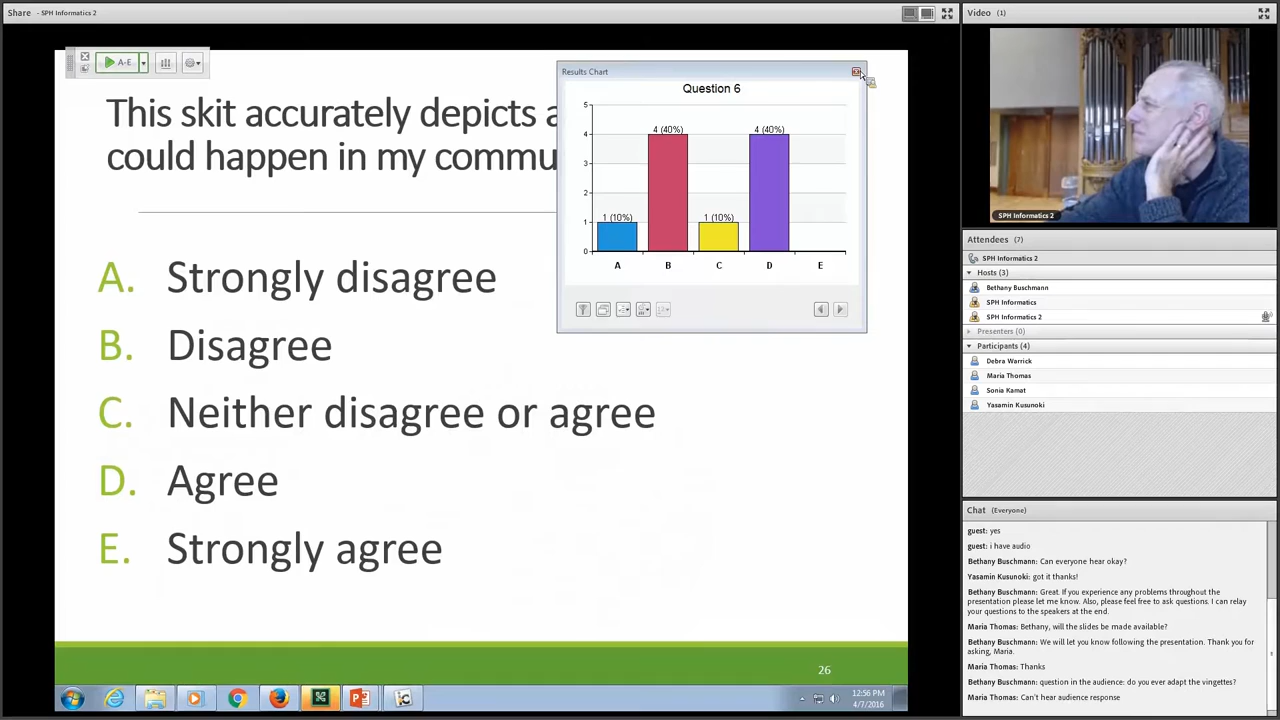 Share - SPH Informatics 2
A-E
This skit accurately depicts a
could happen in my commu
A. Strongly disagree
B. Disagree
C. Neither disagree or agree
D. Agree
E. Strongly agree
26
Results Chart
Question 6
5
4
3
2
1
0
1 (10%)
4 (40%)
1 (10%)
4 (40%)
A B C D E
12:56 PM
4/7/2016
Video (1)
SPH Informatics 2
Attendees (7)
SPH Informatics 2
Hosts (3)
Bethany Buschmann
SPH Informatics
SPH Informatics 2
Presenters (0)
Participants (4)
Debra Warrick
Maria Thomas
Sonia Kamat
Yasamin Kusunoki
Chat (Everyone)
guest: yes
guest: i have audio
Bethany Buschmann: Can everyone hear okay?
Yasamin Kusunoki: got it thanks!
Bethany Buschmann: Great. If you experience any problems throughout the
presentation please let me know. Also, please feel free to ask questions. I can relay
your questions to the speakers at the end.
Maria Thomas: Bethany, will the slides be made available?
Bethany Buschmann: We will let you know following the presentation. Thank you for
asking, Maria.
Maria Thomas: Thanks
Bethany Buschmann: question in the audience: do you ever adapt the vingettes?
Maria Thomas: Can't hear audience response